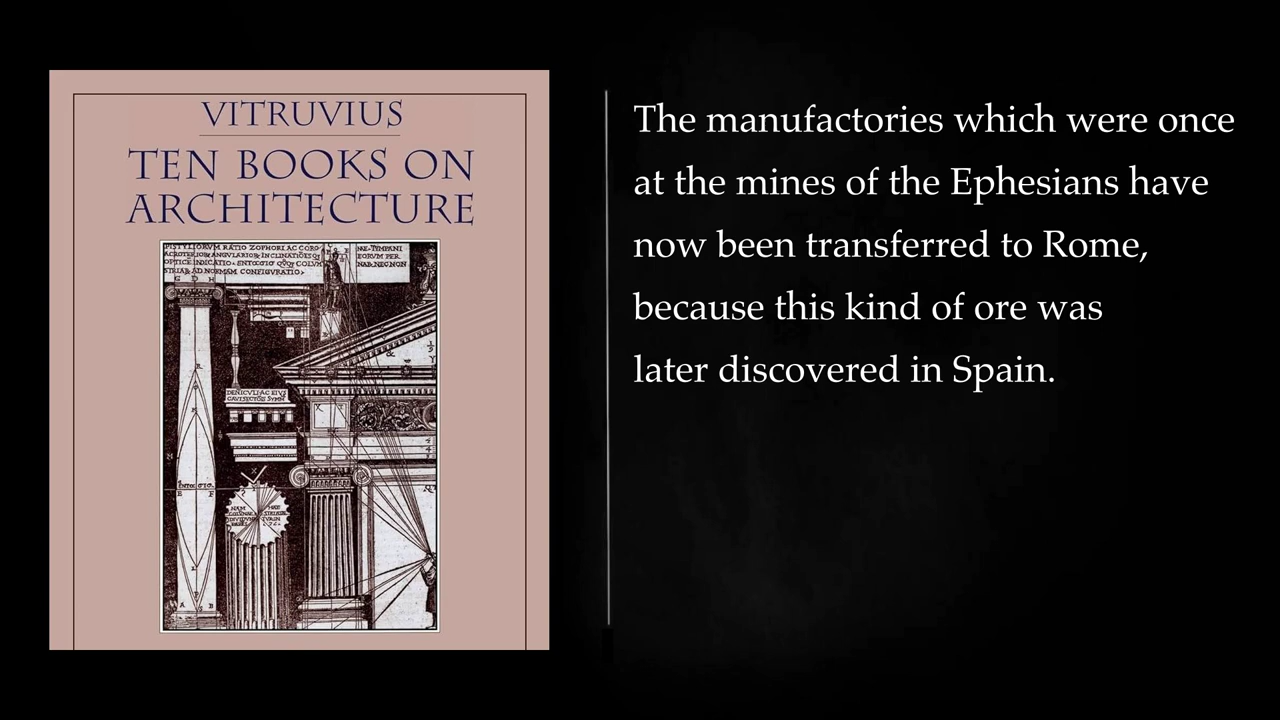 VITRUVIUS
TEN BOOKS ON
ARCHITECTURE
The manufactories which were once
at the mines of the Ephesians have
now been transferred to Rome,
because this kind of ore was
later discovered in Spain.